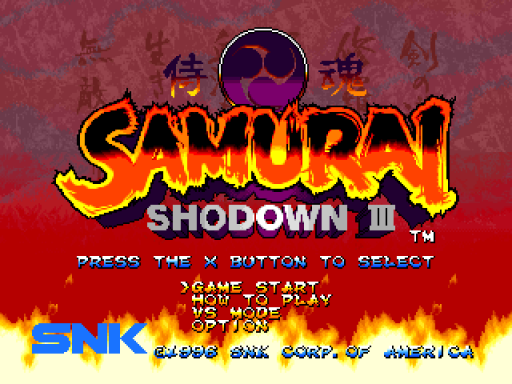 侍 魂
SAMURAI
SHODOWN III
TM
PRESS THE X BUTTON TO SELECT
>GAME START
HOW TO PLAY
VS MODE
OPTION
SNK
©1996 SNK CORP. OF AMERICA